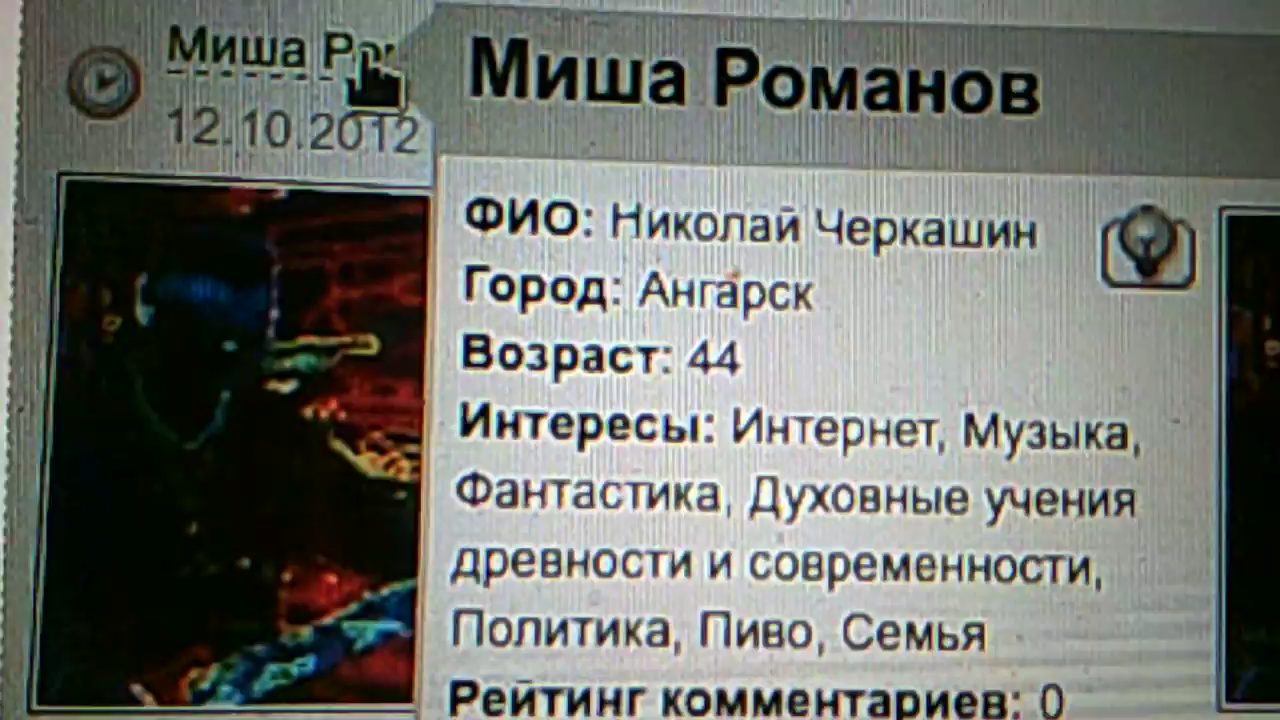 Миша Ро
12.10.2012
Миша Романов
ФИО: Николай Черкашин
Город: Ангарск
Возраст: 44
Интересы: Интернет, Музыка,
Фантастика, Духовные учения
древности и современности,
Политика, Пиво, Семья
Рейтинг комментариев: 0